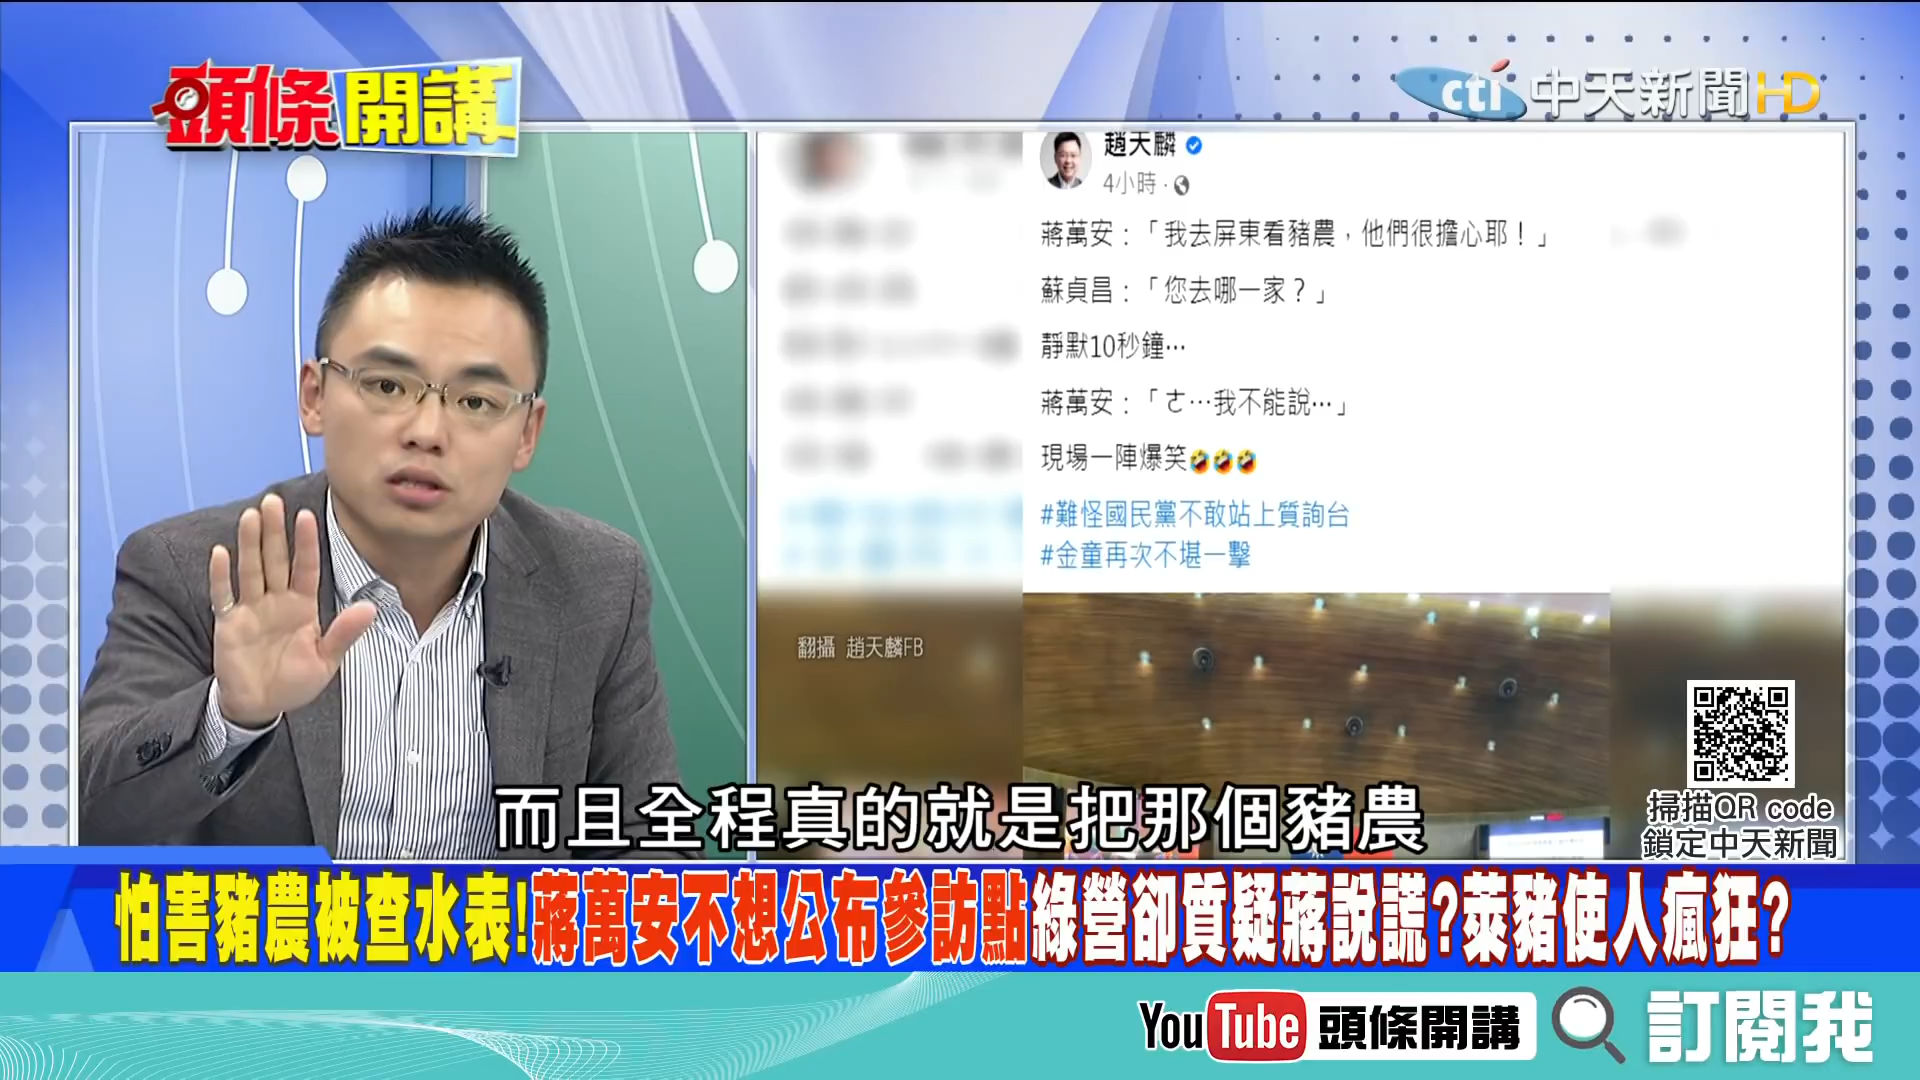 頭條開講
cti 中天新聞HD
趙天麟
4小時
蔣萬安：「我去屏東看豬農，他們很擔心耶！」
蘇貞昌：「您去哪一家？」
靜默10秒鐘…
蔣萬安：「ㄜ…我不能說…」
現場一陣爆笑🤣🤣🤣
#難怪國民黨不敢站上質詢台
#金童再次不堪一擊
翻攝 趙天麟FB
掃描QR code
鎖定中天新聞
而且全程真的就是把那個豬農
怕害豬農被查水表!蔣萬安不想公布參訪點綠營卻質疑蔣說謊?萊豬使人瘋狂?
YouTube 頭條開講 訂閱我